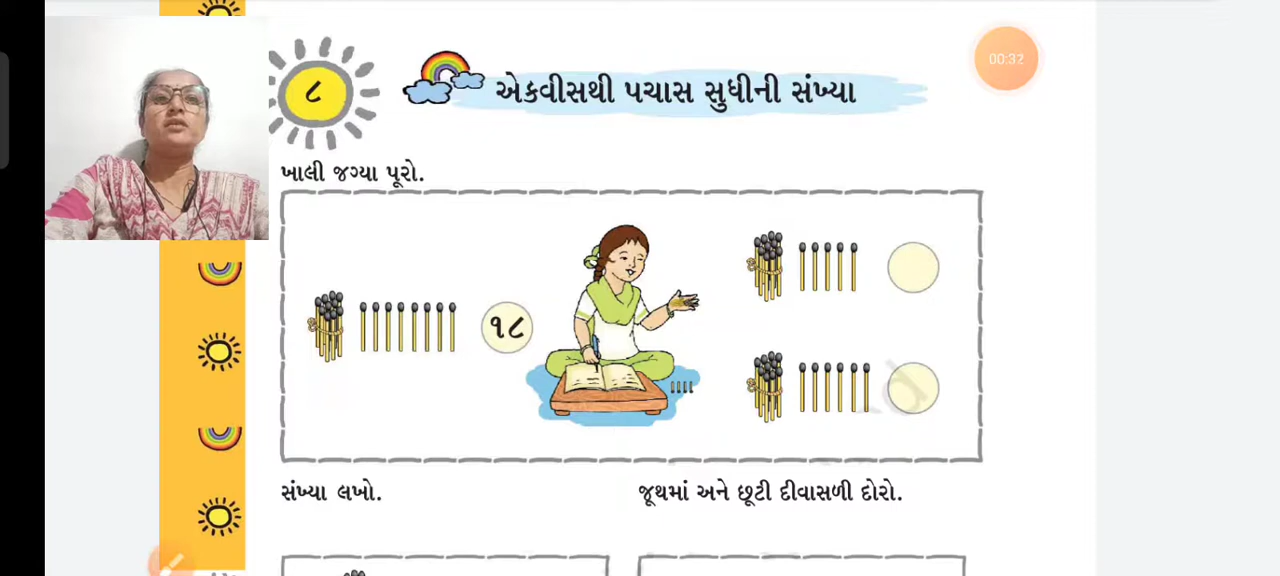 00:32
૮
એકવીસથી પચાસ સુધીની સંખ્યા
ખાલી જગ્યા પૂરો.
૧૮
સંખ્યા લખો.
જૂથમાં અને છૂટી દીવાસળી દોરો.